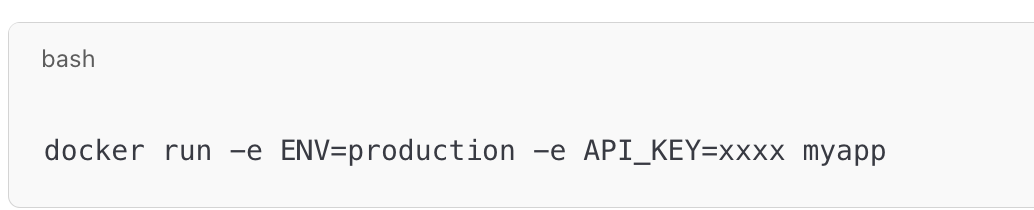 bash
docker run -e ENV=production -e API_KEY=xxxx myapp